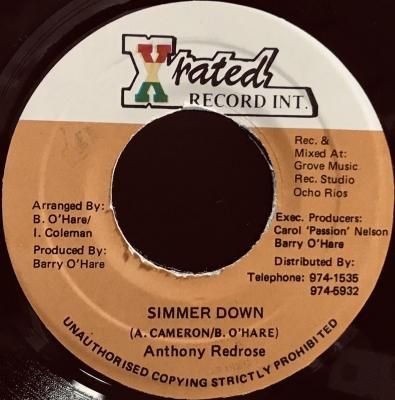 X rated
RECORD INT.
Rec. &
Mixed At:
Grove Music
Rec. Studio
Ocho Rios
Arranged By:
B. O'Hare/
I. Coleman
Produced By:
Barry O'Hare
Exec. Producers:
Carol 'Passion' Nelson
Barry O'Hare
Distributed By:
Telephone: 974-1535
974-5932
SIMMER DOWN
(A. CAMERON/B. O'HARE)
Anthony Redrose
UNAUTHORISED COPYING STRICTLY PROHIBITED